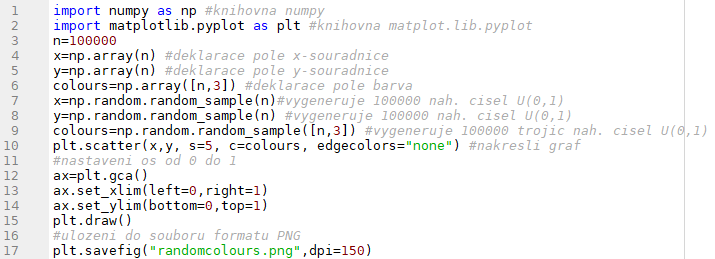 1 import numpy as np #knihovna numpy
2 import matplotlib.pyplot as plt #knihovna matplot.lib.pyplot
3 n=100000
4 x=np.array(n) #deklarace pole x-souradnice
5 y=np.array(n) #deklarace pole y-souradnice
6 colours=np.array([n,3]) #deklarace pole barva
7 x=np.random.random_sample(n)#vygeneruje 100000 nah. cisel U(0,1)
8 y=np.random.random_sample(n) #vygeneruje 100000 nah. cisel U(0,1)
9 colours=np.random.random_sample([n,3]) #vygeneruje 100000 trojic nah. cisel U(0,1)
10 plt.scatter(x,y, s=5, c=colours, edgecolors="none") #nakresli graf
11 #nastaveni os od 0 do 1
12 ax=plt.gca()
13 ax.set_xlim(left=0,right=1)
14 ax.set_ylim(bottom=0,top=1)
15 plt.draw()
16 #ulozeni do souboru formatu PNG
17 plt.savefig("randomcolours.png",dpi=150)